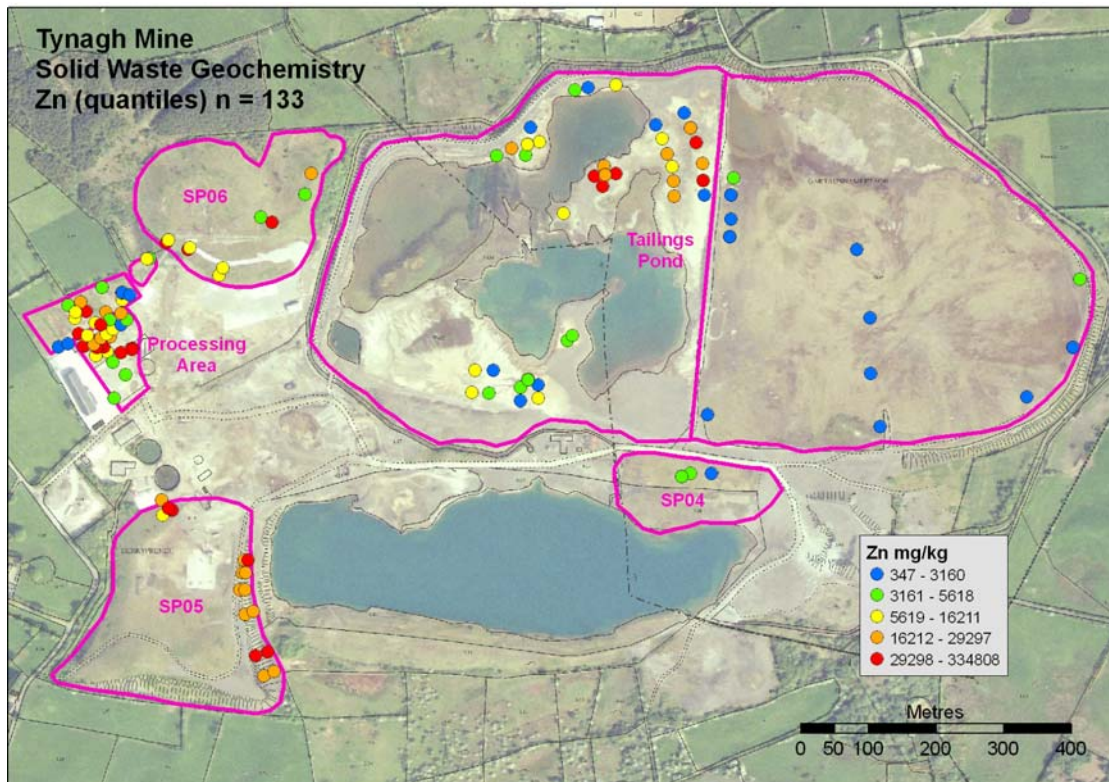 Tynagh Mine
Solid Waste Geochemistry
Zn (quantiles) n = 133
SP06
Tailings
Pond
Processing
Area
SP04
SP05
Zn mg/kg
347 - 3160
3161 - 5618
5619 - 16211
16212 - 29297
29298 - 334808
Metres
0 50 100 200 300 400